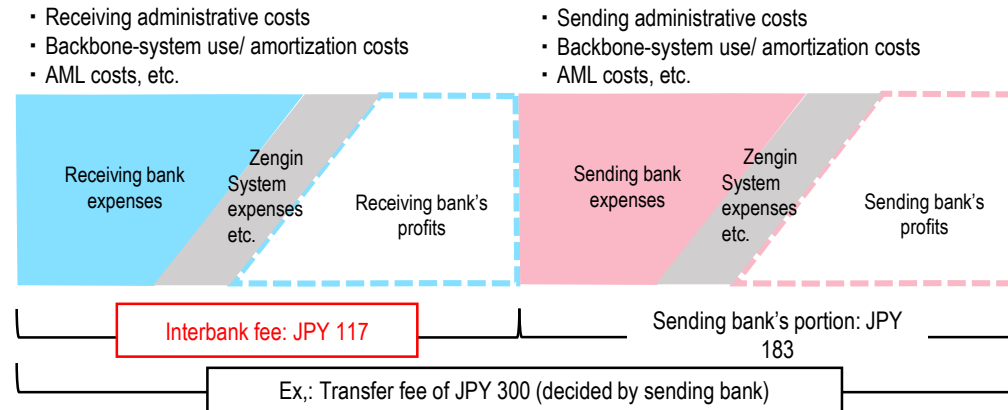 ・Receiving administrative costs
・Backbone-system use/ amortization costs
・AML costs, etc.
・Sending administrative costs
・Backbone-system use/ amortization costs
・AML costs, etc.
Receiving bank
expenses
Zengin
System
expenses
etc.
Receiving bank's
profits
Sending bank
expenses
Zengin
System
expenses
etc.
Sending bank's
profits
Interbank fee: JPY 117
Sending bank's portion: JPY
183
Ex,: Transfer fee of JPY 300 (decided by sending bank)